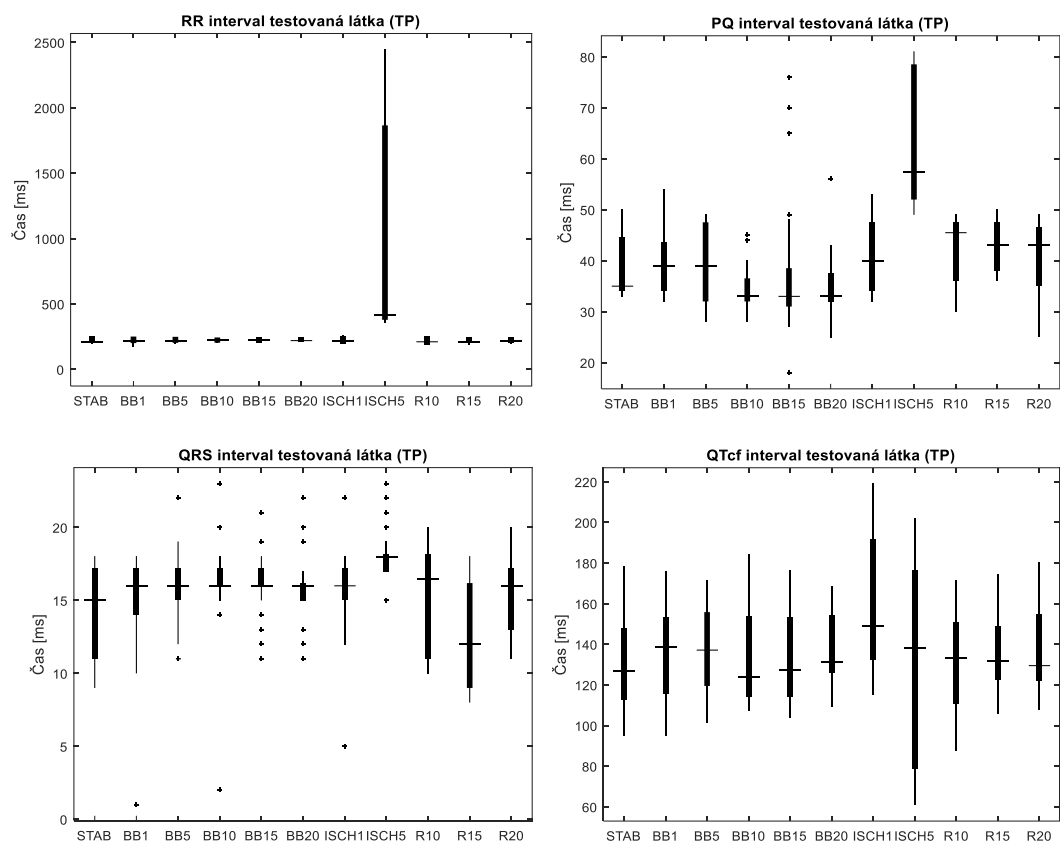 RR interval testovaná látka (TP)
Čas [ms]
2500
2000
1500
1000
500
0
STAB BB1 BB5 BB10 BB15 BB20 ISCH1 ISCH5 R10 R15 R20
PQ interval testovaná látka (TP)
Čas [ms]
80
70
60
50
40
30
20
STAB BB1 BB5 BB10 BB15 BB20 ISCH1 ISCH5 R10 R15 R20
QRS interval testovaná látka (TP)
Čas [ms]
20
15
10
5
0
STAB BB1 BB5 BB10 BB15 BB20 ISCH1 ISCH5 R10 R15 R20
QTcf interval testovaná látka (TP)
Čas [ms]
220
200
180
160
140
120
100
80
60
STAB BB1 BB5 BB10 BB15 BB20 ISCH1 ISCH5 R10 R15 R20